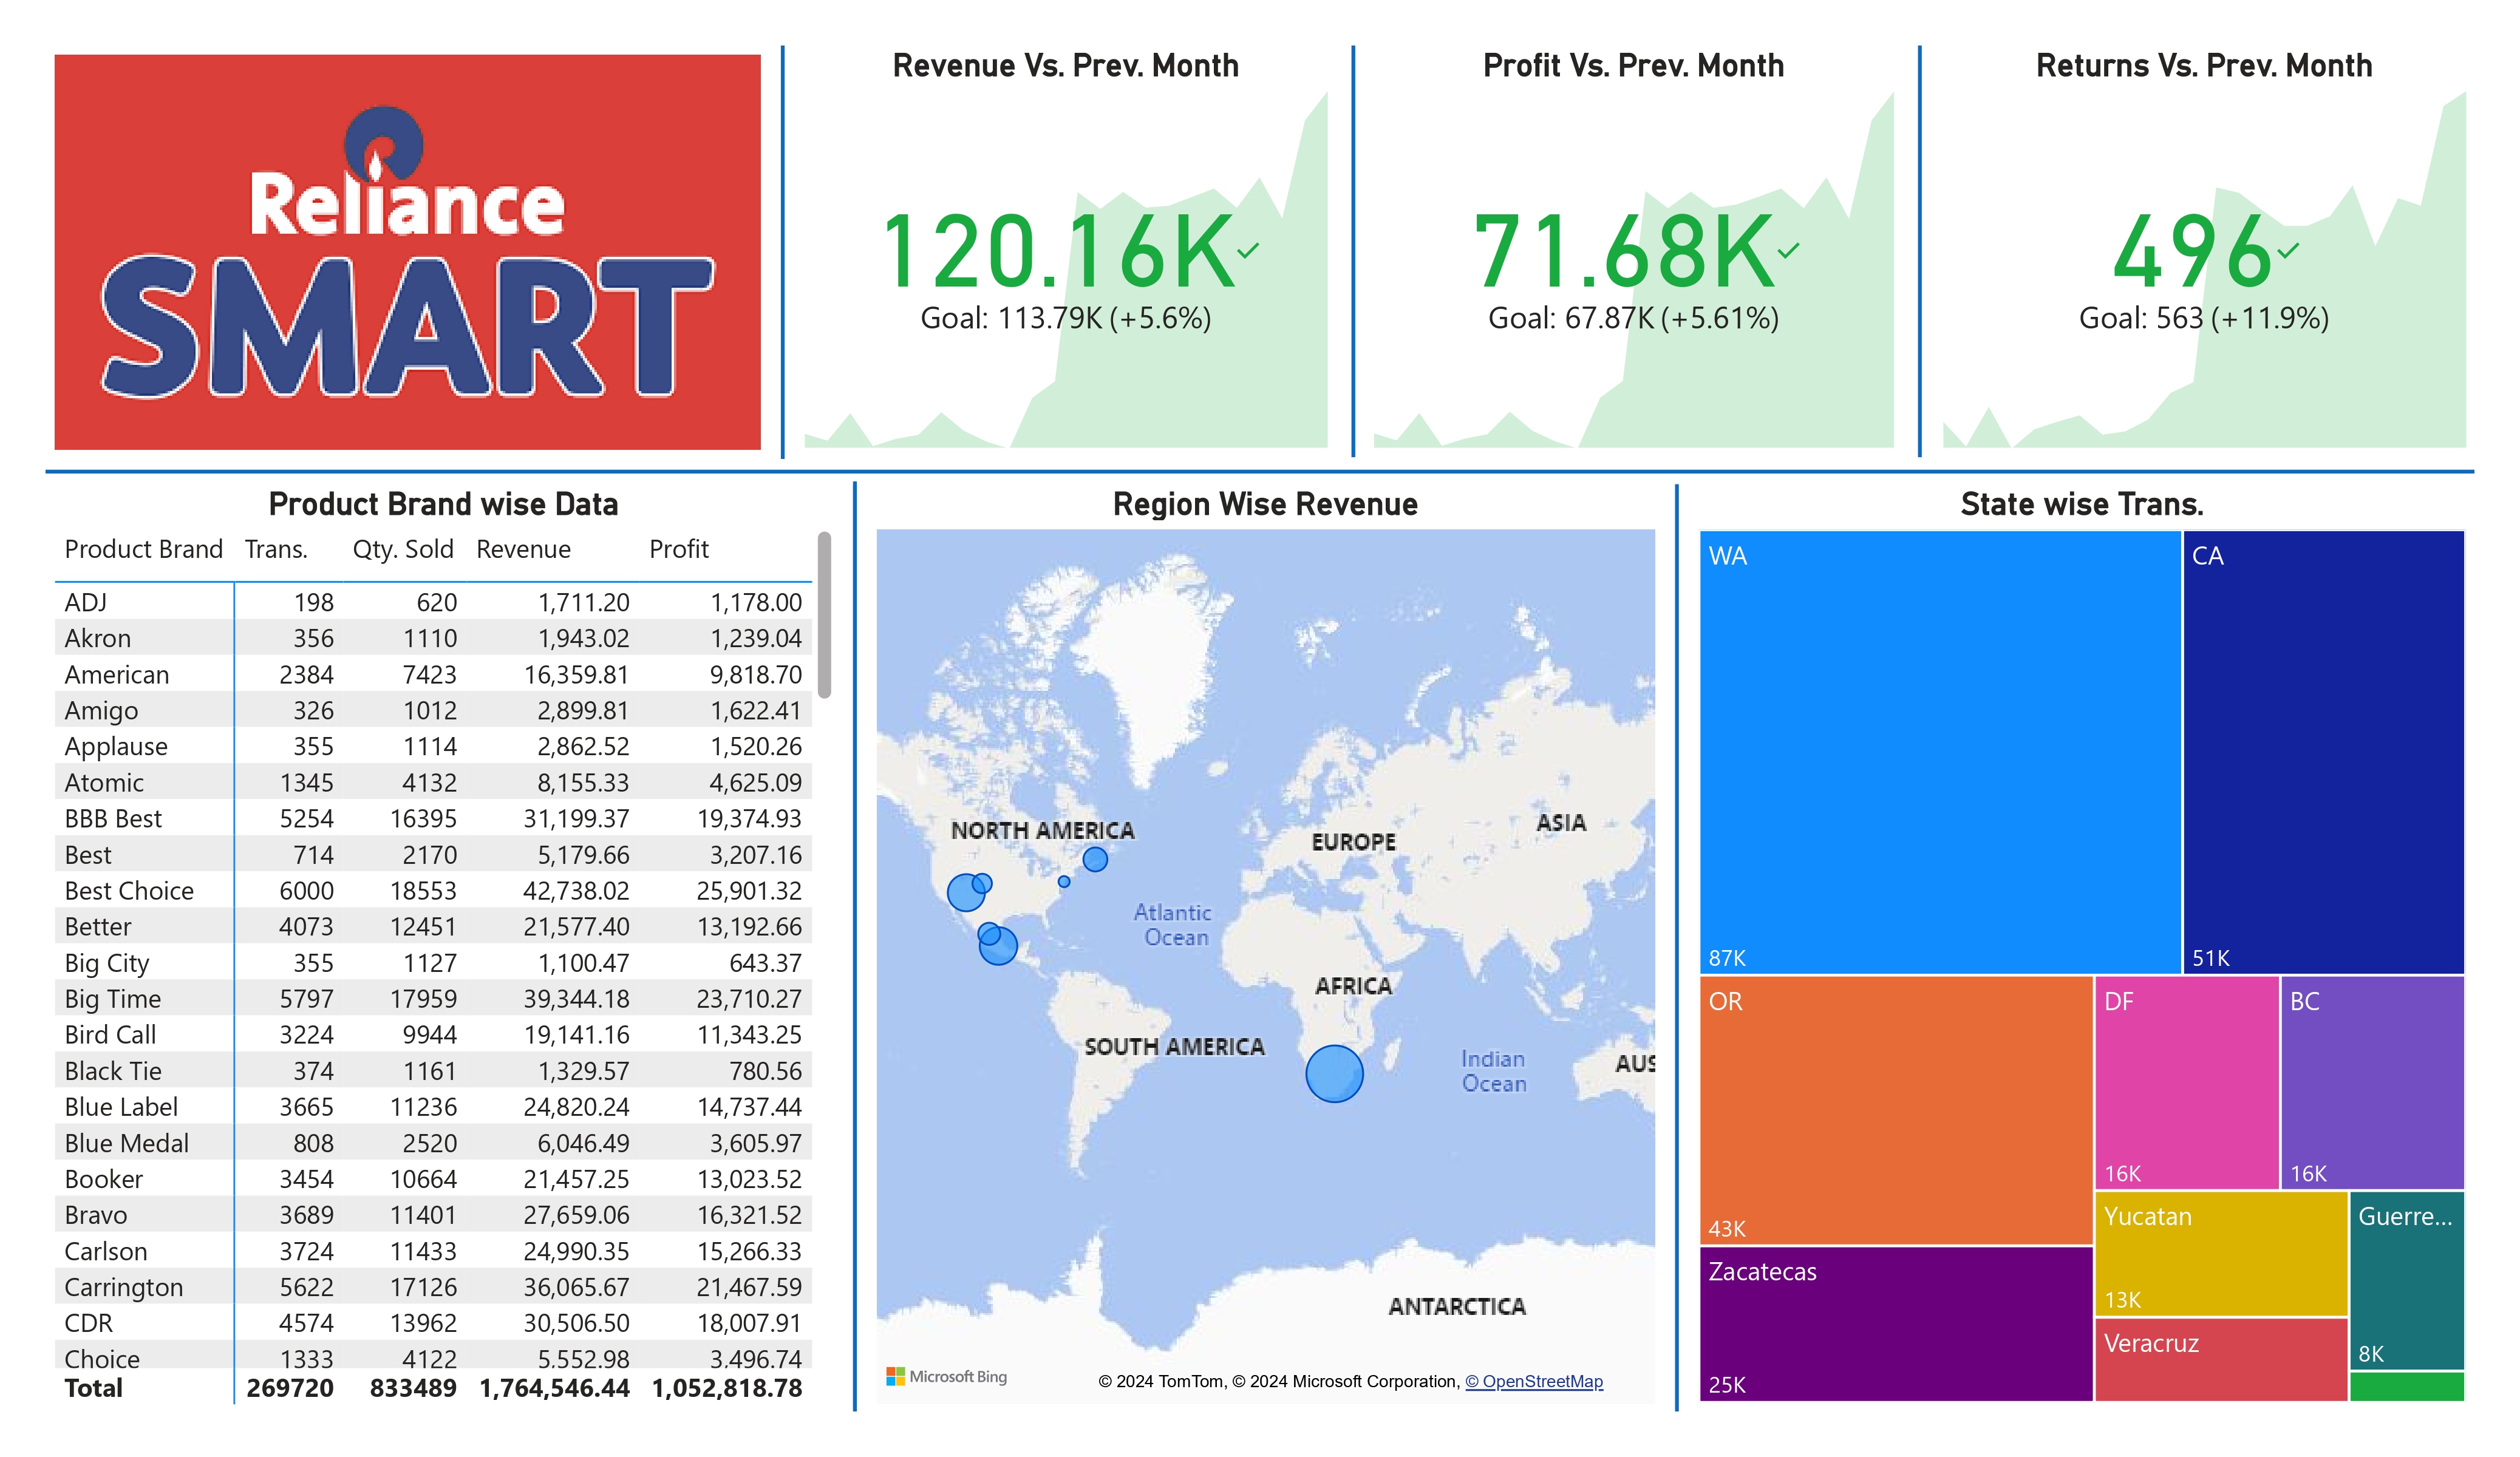 Reliance
SMART
Revenue Vs. Prev. Month
120.16K
Goal: 113.79K (+5.6%)
Profit Vs. Prev. Month
71.68K
Goal: 67.87K (+5.61%)
Returns Vs. Prev. Month
496
Goal: 563 (+11.9%)
Product Brand wise Data
Product Brand Trans. Qty. Sold Revenue Profit
ADJ 198 620 1,711.20 1,178.00
Akron 356 1110 1,943.02 1,239.04
American 2384 7423 16,359.81 9,818.70
Amigo 326 1012 2,899.81 1,622.41
Applause 355 1114 2,862.52 1,520.26
Atomic 1345 4132 8,155.33 4,625.09
BBB Best 5254 16395 31,199.37 19,374.93
Best 714 2170 5,179.66 3,207.16
Best Choice 6000 18553 42,738.02 25,901.32
Better 4073 12451 21,577.40 13,192.66
Big City 355 1127 1,100.47 643.37
Big Time 5797 17959 39,344.18 23,710.27
Bird Call 3224 9944 19,141.16 11,343.25
Black Tie 374 1161 1,329.57 780.56
Blue Label 3665 11236 24,820.24 14,737.44
Blue Medal 808 2520 6,046.49 3,605.97
Booker 3454 10664 21,457.25 13,023.52
Bravo 3689 11401 27,659.06 16,321.52
Carlson 3724 11433 24,990.35 15,266.33
Carrington 5622 17126 36,065.67 21,467.59
CDR 4574 13962 30,506.50 18,007.91
Choice 1333 4122 5,552.98 3,496.74
Total 269720 833489 1,764,546.44 1,052,818.78
Region Wise Revenue
NORTH AMERICA
EUROPE
ASIA
Atlantic
Ocean
AFRICA
SOUTH AMERICA
Indian
Ocean
AUS
ANTARCTICA
Microsoft Bing
© 2024 TomTom, © 2024 Microsoft Corporation, © OpenStreetMap
State wise Trans.
WA
87K
CA
51K
OR
43K
DF
16K
BC
16K
Zacatecas
25K
Yucatan
13K
Guerre...
8K
Veracruz